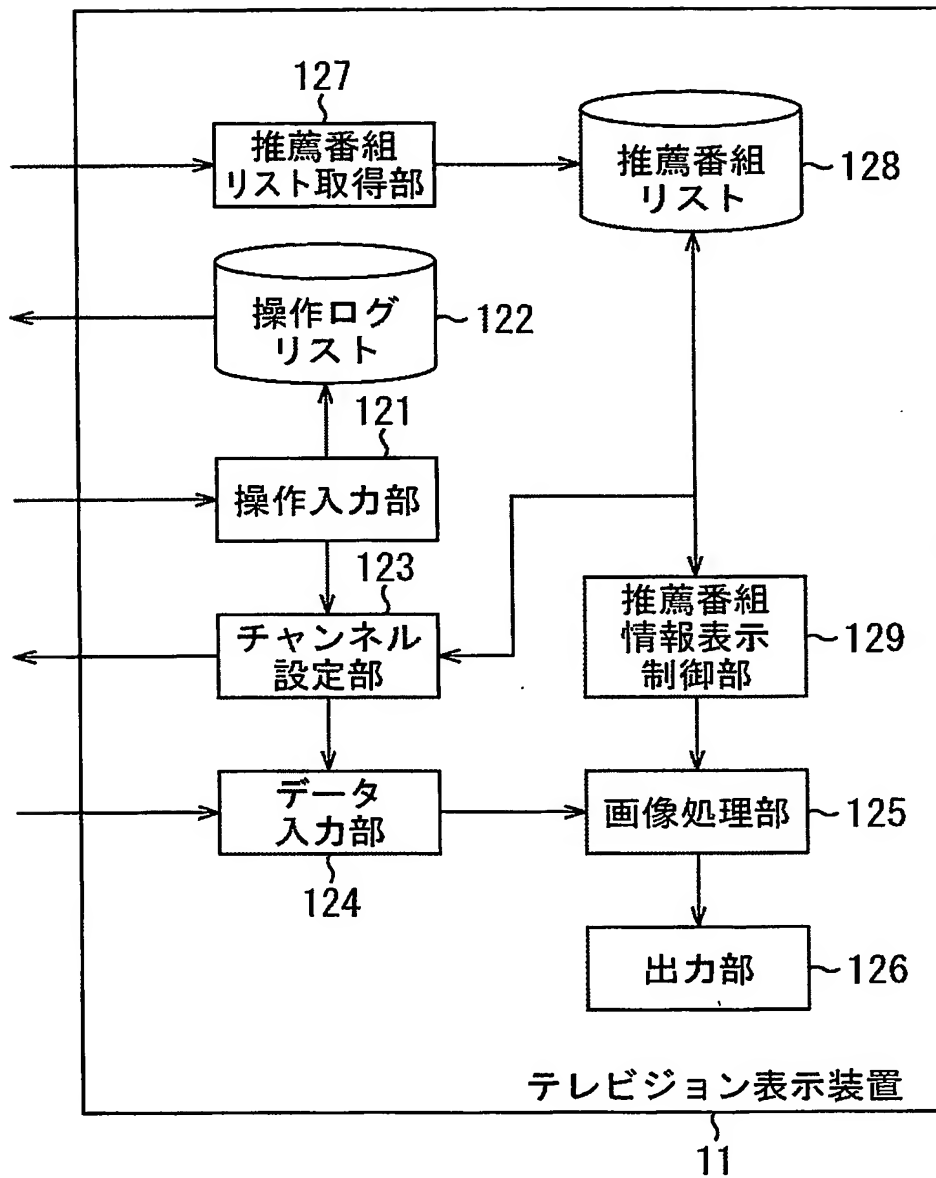 127
推薦番組
リスト取得部
推薦番組
リスト
128
操作ログ
リスト
122
121
操作入力部
123
チャンネル
設定部
推薦番組
情報表示
制御部
129
データ
入力部
124
画像処理部
125
出力部
126
テレビジョン表示装置
11